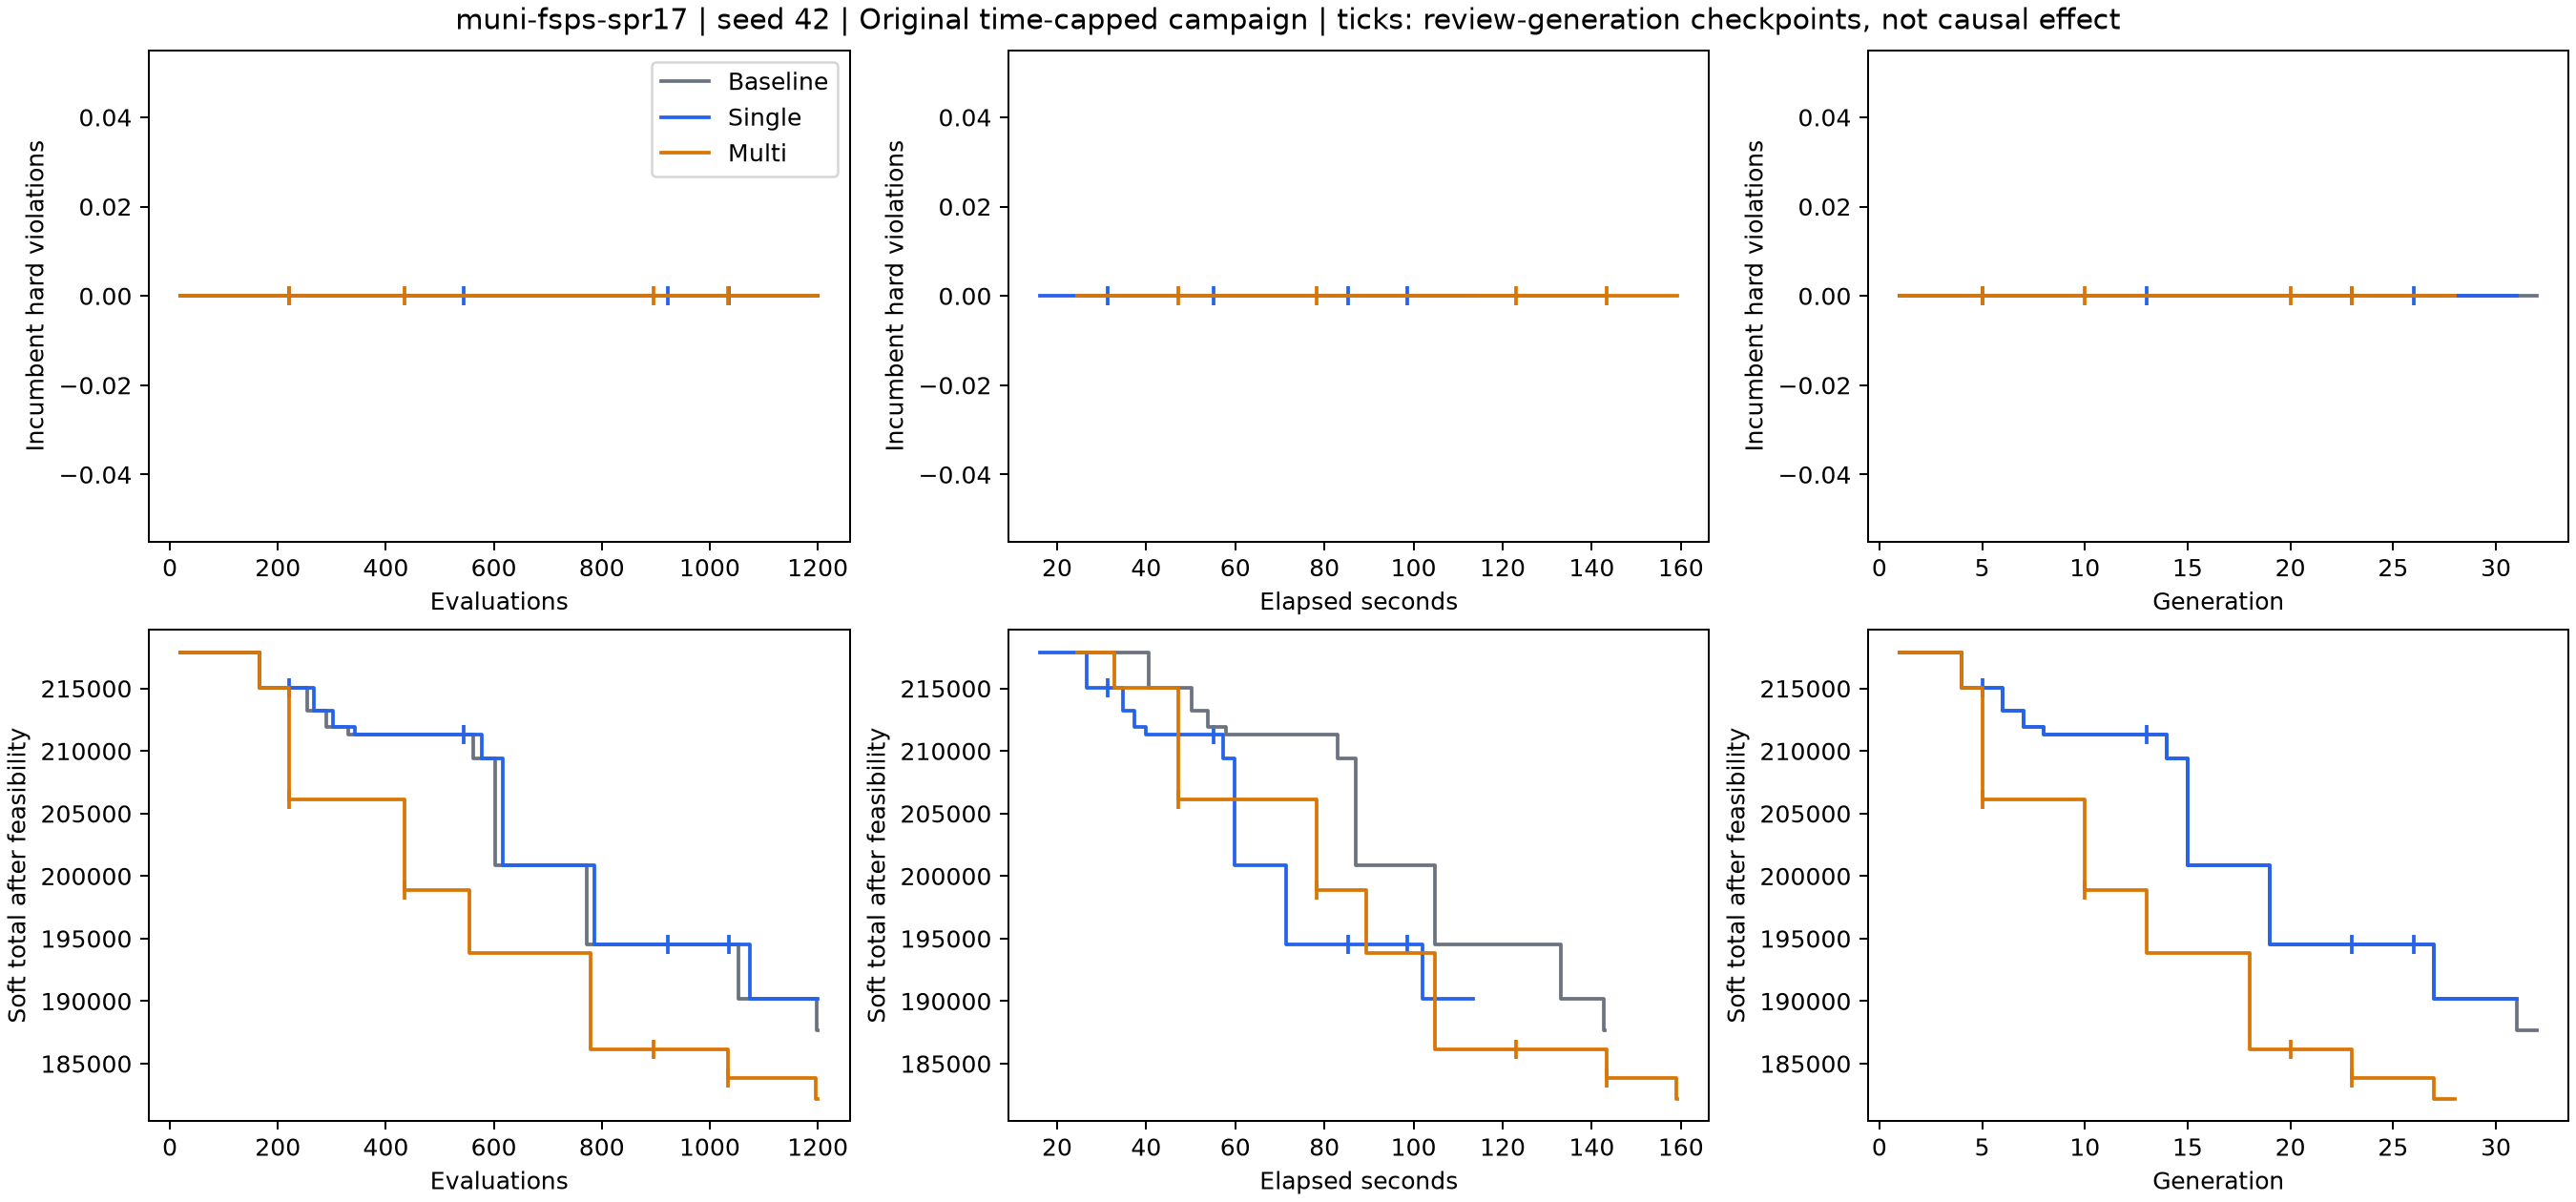 muni-fsps-spr17 | seed 42 | Original time-capped campaign | ticks: review-generation checkpoints, not causal effect
Incumbent hard violations
0.04
0.02
0.00
−0.02
−0.04
Baseline
Single
Multi
0 200 400 600 800 1000 1200
Evaluations
Incumbent hard violations
0.04
0.02
0.00
−0.02
−0.04
20 40 60 80 100 120 140 160
Elapsed seconds
Incumbent hard violations
0.04
0.02
0.00
−0.02
−0.04
0 5 10 15 20 25 30
Generation
Soft total after feasibility
215000
210000
205000
200000
195000
190000
185000
0 200 400 600 800 1000 1200
Evaluations
Soft total after feasibility
215000
210000
205000
200000
195000
190000
185000
20 40 60 80 100 120 140 160
Elapsed seconds
Soft total after feasibility
215000
210000
205000
200000
195000
190000
185000
0 5 10 15 20 25 30
Generation